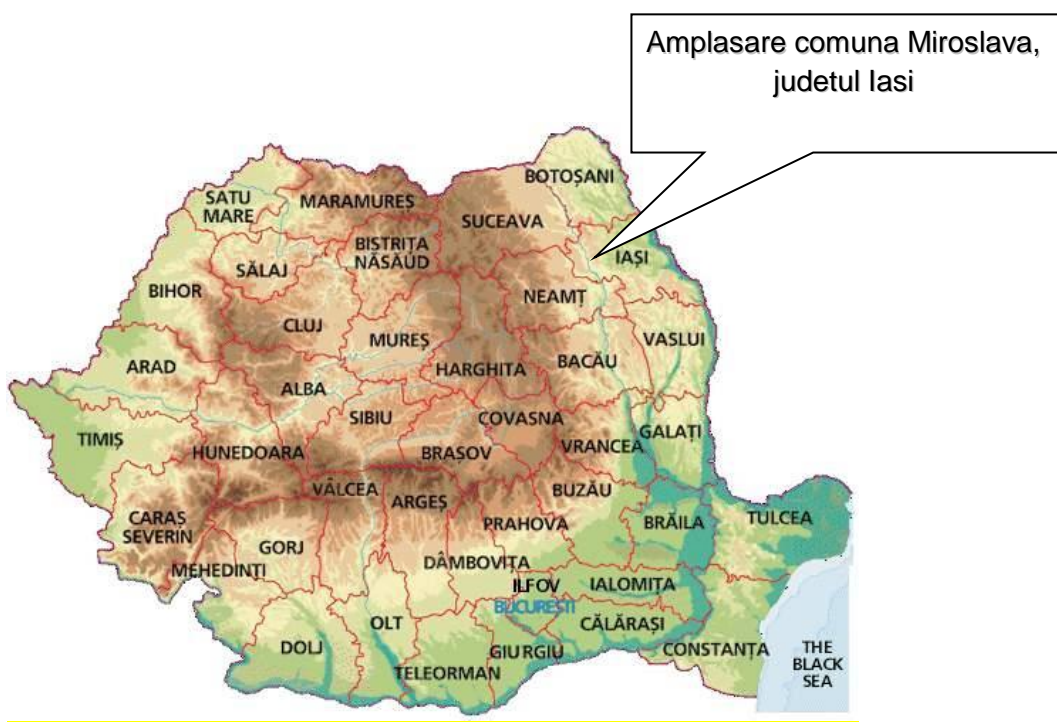 Amplasare comuna Miroslava,
judetul Iasi
BOTOȘANI
SATU
MARE
MARAMUREȘ
SUCEAVA
BISTRIȚA
NĂSĂUD
IAȘI
SĂLAJ
BIHOR
NEAMȚ
CLUJ
MUREȘ
VASLUI
ARAD
HARGHITA
BACĂU
ALBA
SIBIU
COVASNA
TIMIȘ
HUNEDOARA
BRAȘOV
VRANCEA
GALAȚI
VÂLCEA
ARGEȘ
BUZĂU
CARAȘ
SEVERIN
PRAHOVA
BRĂILA
TULCEA
GORJ
MEHEDINȚI
DÂMBOVIȚA
ILFOV
IALOMIȚA
BUCUREȘTI
OLT
CĂLĂRAȘI
DOLJ
GIURGIU
CONSTANȚA
TELEORMAN
THE
BLACK
SEA